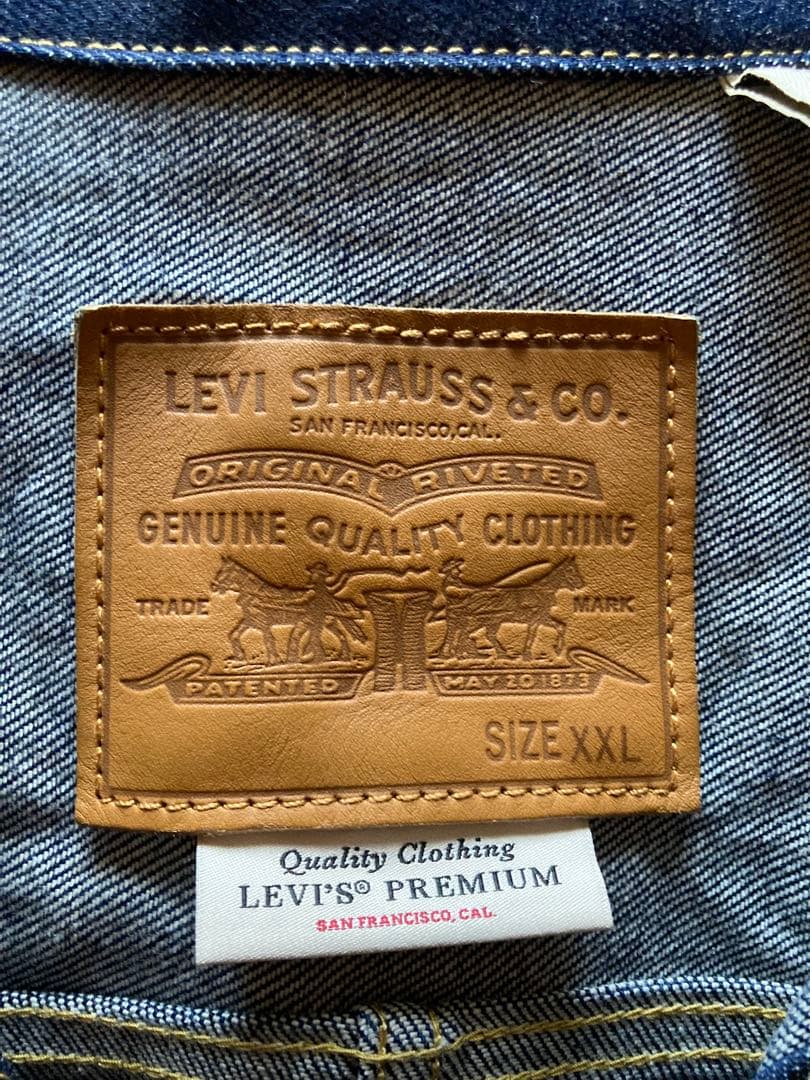 LEVI STRAUSS & CO.
SAN FRANCISCO, CAL.
ORIGINAL RIVETED
GENUINE QUALITY CLOTHING
TRADE MARK
PATENTED MAY 20 1873
SIZE XXL
Quality Clothing
LEVI'S® PREMIUM
SAN FRANCISCO, CAL.